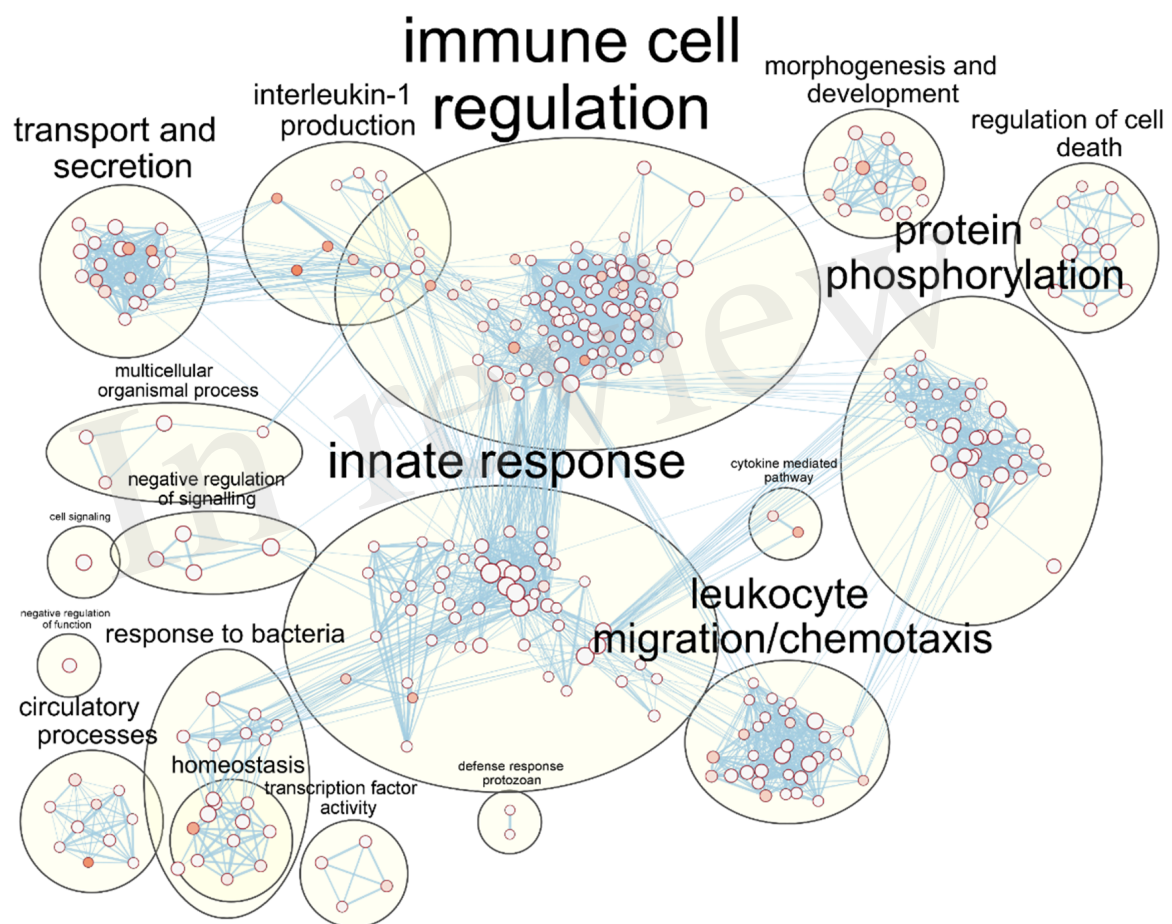 immune cell
regulation
morphogenesis and
development
interleukin-1
production
regulation of cell
death
transport and
secretion
protein
phosphorylation
multicellular
organismal process
innate response
cytokine mediated
pathway
negative regulation
of signalling
cell signaling
leukocyte
migration/chemotaxis
negative regulation
of function
response to bacteria
circulatory
processes
homeostasis
transcription factor
activity
defense response
protozoan
In review